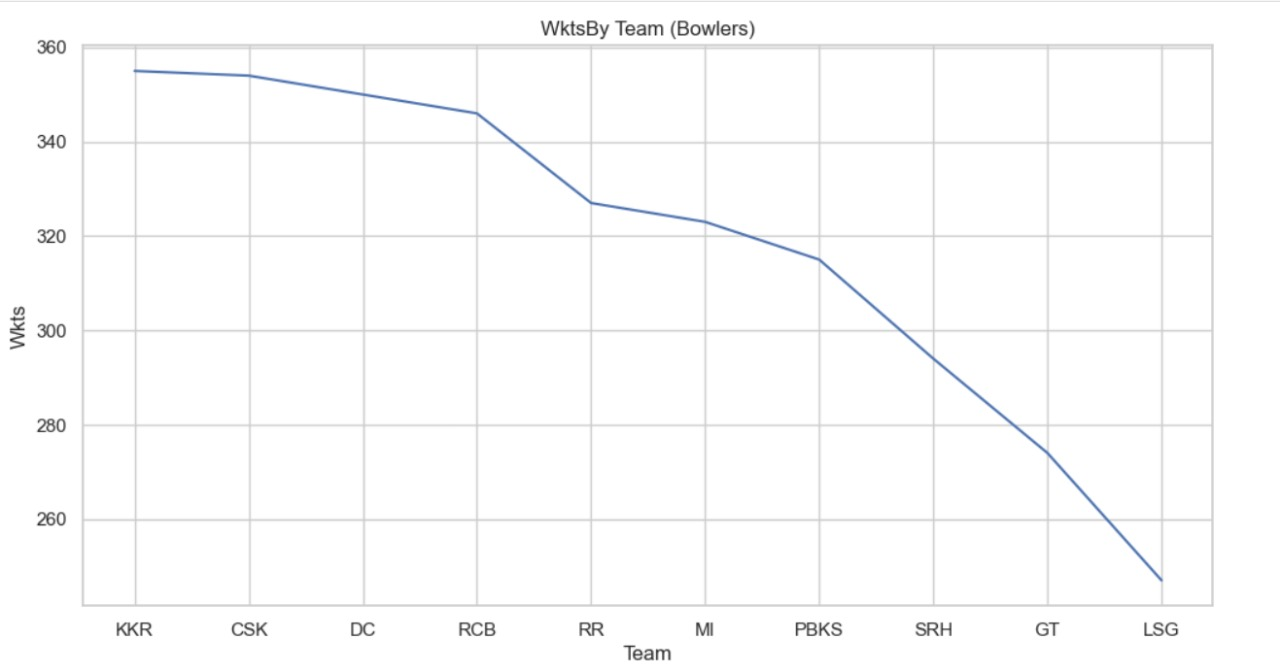 WktsBy Team (Bowlers)
360
340
320
300
280
260
Wkts
KKR CSK DC RCB RR MI PBKS SRH GT LSG
Team